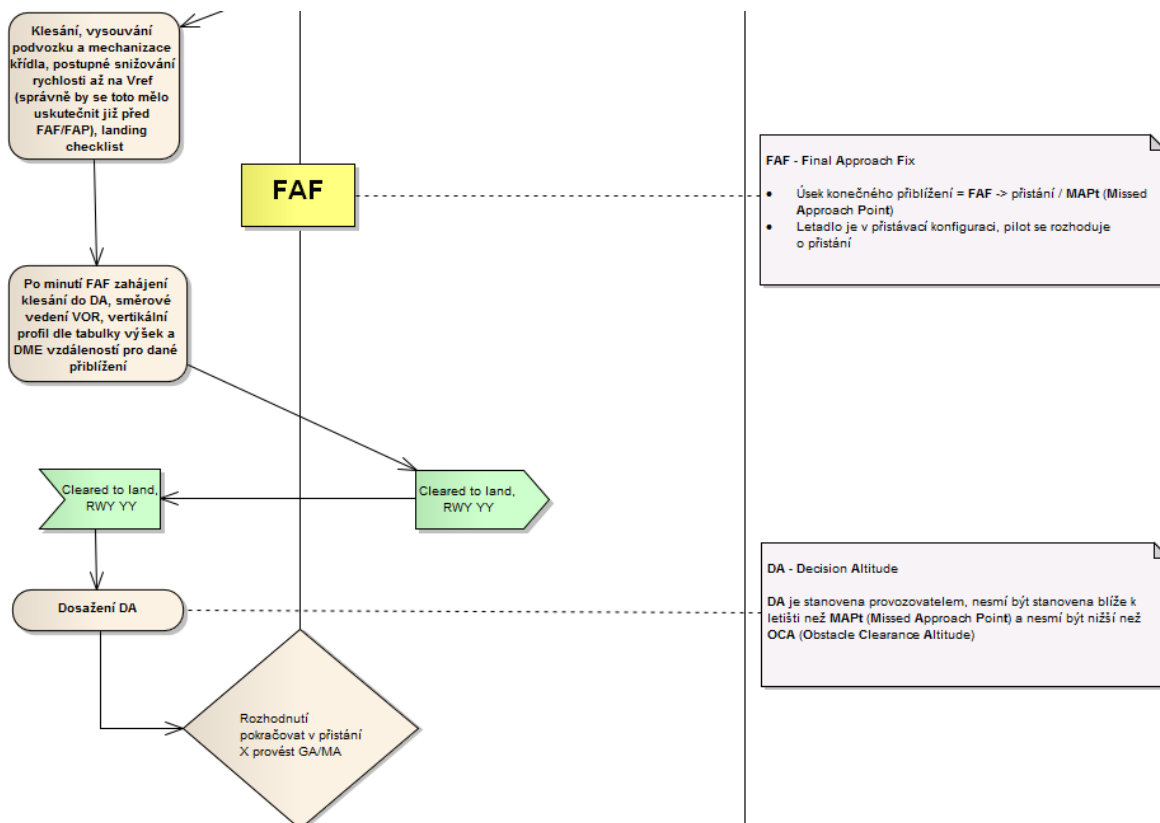 Klesání, vysouvání
podvozku a mechanizace
křídla, postupné snižování
rychlosti až na Vref
(správně by se toto mělo
uskutečnit již před
FAF/FAP), landing
checklist
FAF
FAF - Final Approach Fix
• Úsek konečného přiblížení = FAF -> přistání / MAPt (Missed
Approach Point)
• Letadlo je v přistávací konfiguraci, pilot se rozhoduje
o přistání
Po minutí FAF zahájení
klesání do DA, směrové
vedení VOR, vertikální
profil dle tabulky výšek a
DME vzdáleností pro dané
přiblížení
Cleared to land,
RWY YY
Cleared to land,
RWY YY
DA - Decision Altitude
DA je stanovena provozovatelem, nesmí být stanovena blíže k
letišti než MAPt (Missed Approach Point) a nesmí být nižší než
OCA (Obstacle Clearance Altitude)
Dosažení DA
Rozhodnutí
pokračovat v přistání
X provést GA/MA